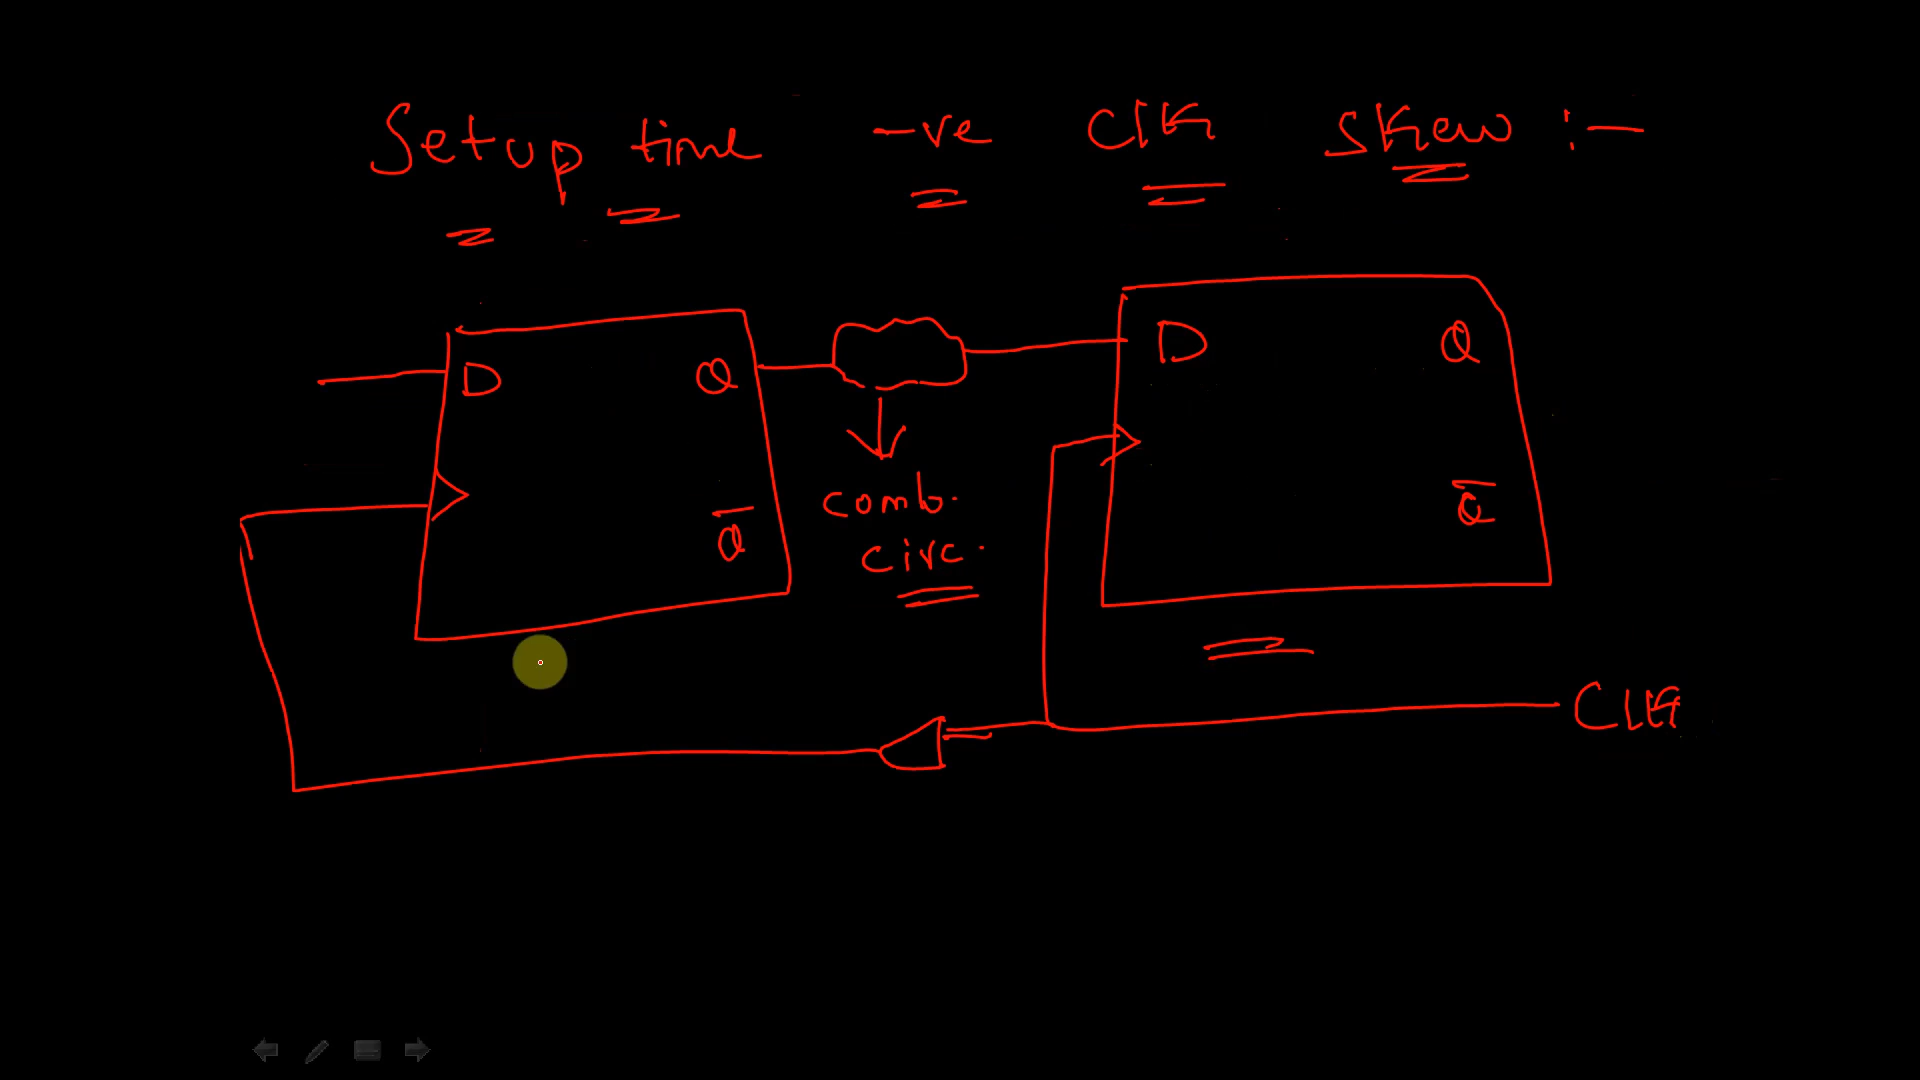 Setup time -ve Clk Skew :-
D Q
D Q
Q̅
Q̅
comb.
circ.
Clk